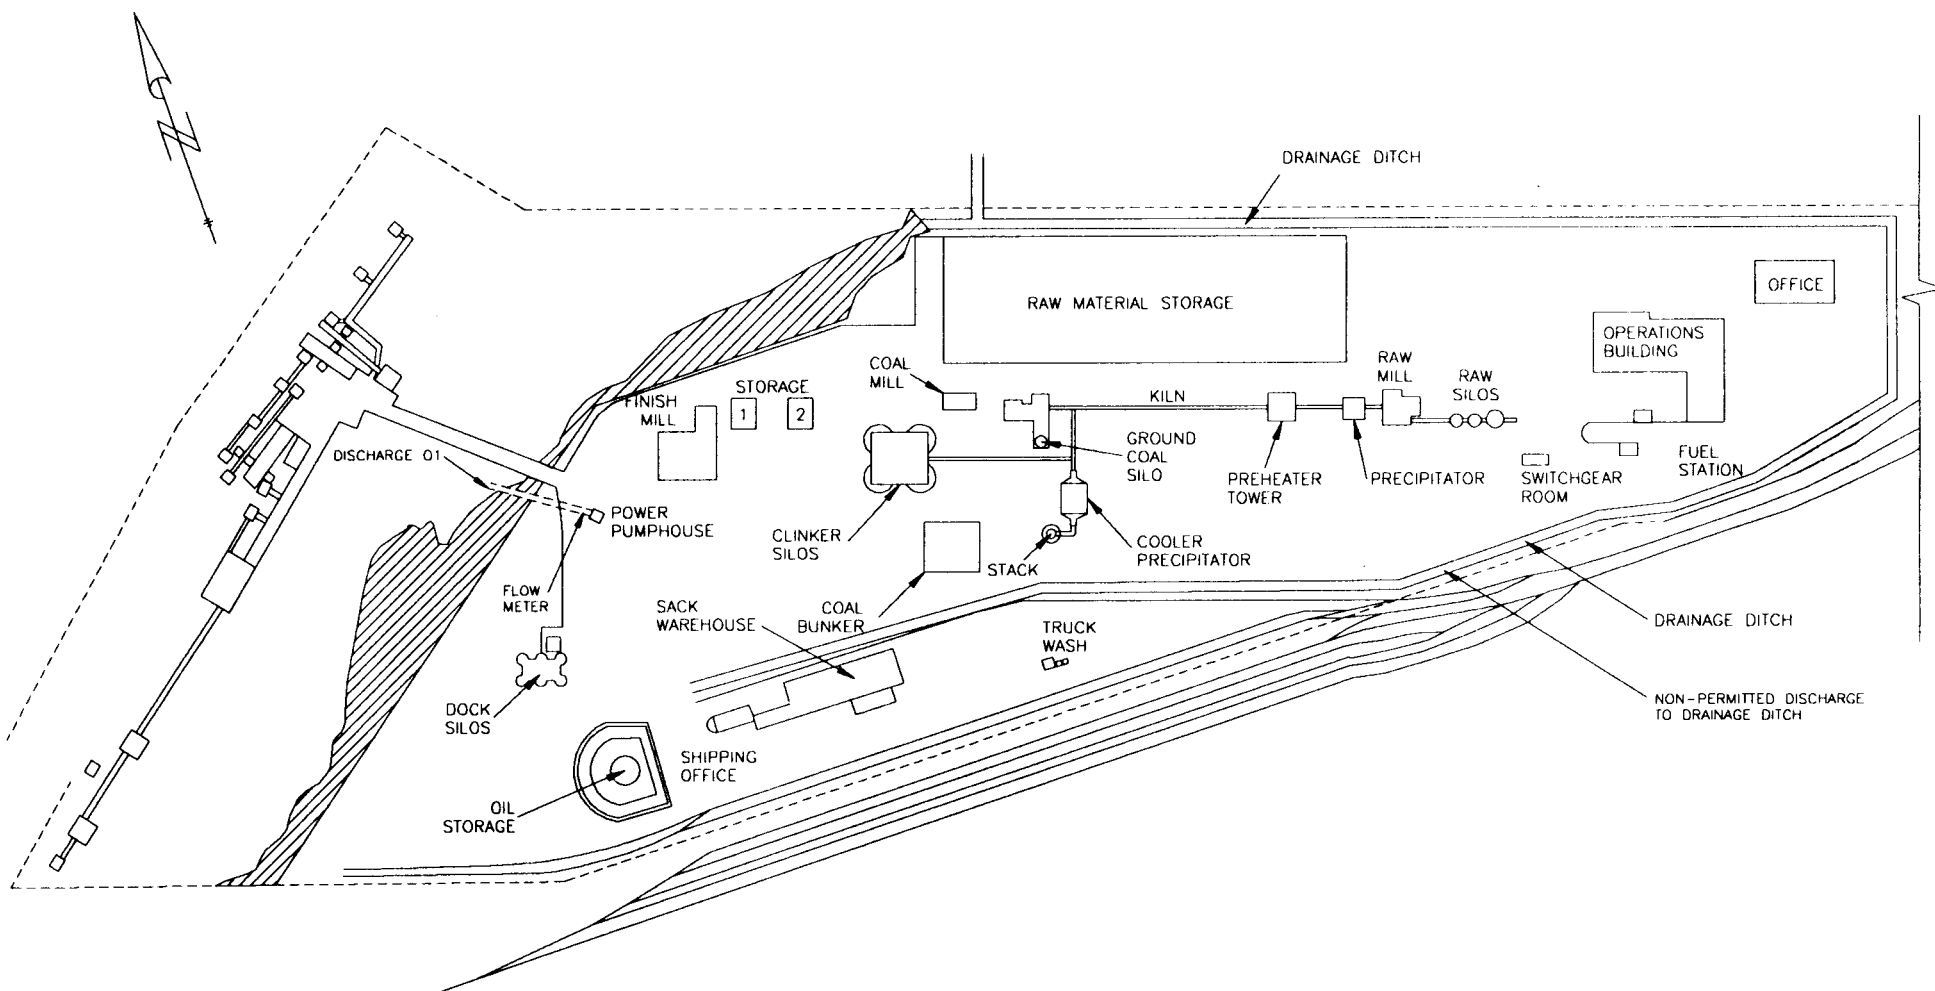 N
DRAINAGE DITCH
OFFICE
RAW MATERIAL STORAGE
OPERATIONS
BUILDING
COAL
MILL
RAW
MILL
RAW
SILOS
STORAGE
1
2
FINISH
MILL
KILN
GROUND
COAL
SILO
DISCHARGE 01
PREHEATER
TOWER
PRECIPITATOR
SWITCHGEAR
ROOM
FUEL
STATION
POWER
PUMPHOUSE
CLINKER
SILOS
COOLER
PRECIPITATOR
STACK
FLOW
METER
SACK
WAREHOUSE
COAL
BUNKER
TRUCK
WASH
DRAINAGE DITCH
NON-PERMITTED DISCHARGE
TO DRAINAGE DITCH
DOCK
SILOS
SHIPPING
OFFICE
OIL
STORAGE